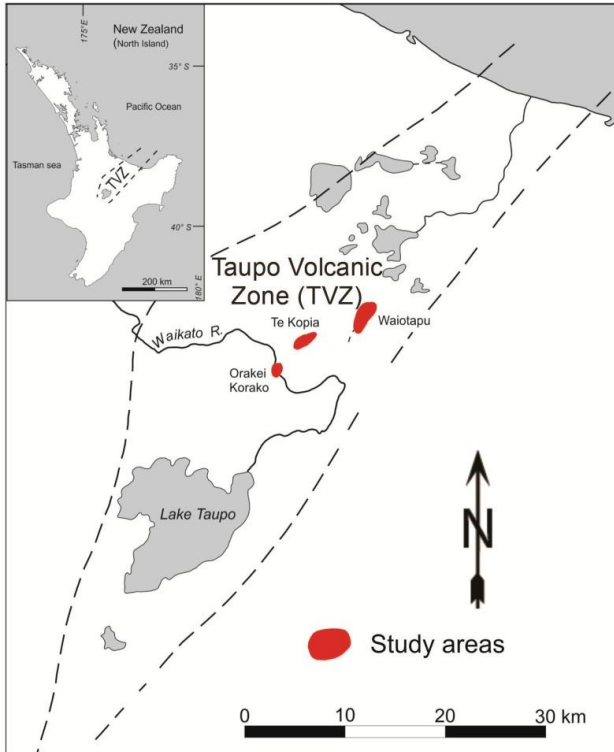 175° E
New Zealand
(North Island)
35° S
Pacific Ocean
Tasman sea
TVZ
40° S
200 km
180° E
Taupo Volcanic
Zone (TVZ)
Te Kopia
Waiotapu
Waikato R.
Orakei
Korako
Lake Taupo
N
Study areas
0 10 20 30 km